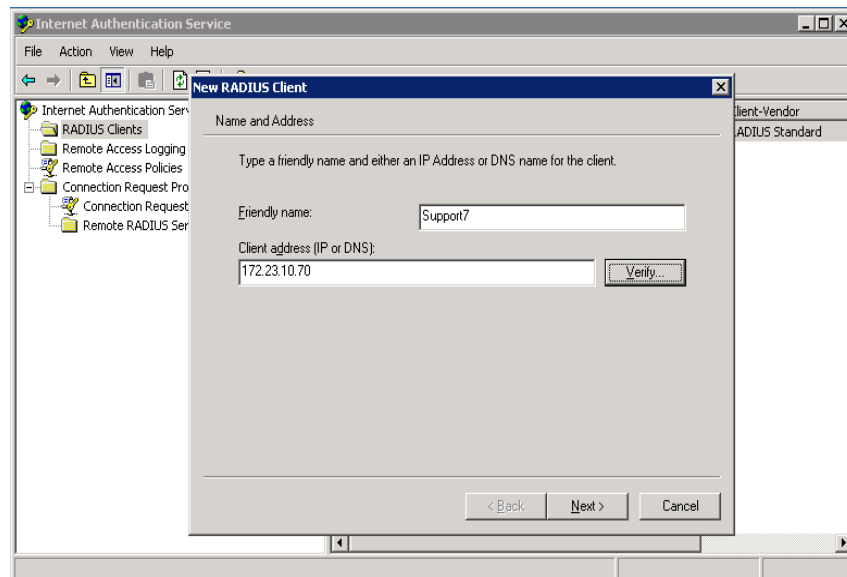 Internet Authentication Service
File Action View Help
New RADIUS Client
Internet Authentication Ser
RADIUS Clients
Remote Access Logging
Remote Access Policies
Connection Request Pro
Connection Request
Remote RADIUS Ser
lient-Vendor
ADIUS Standard
Name and Address
Type a friendly name and either an IP Address or DNS name for the client.
Friendly name:
Support7
Client address (IP or DNS):
172.23.10.70
Verify...
< Back
Next >
Cancel